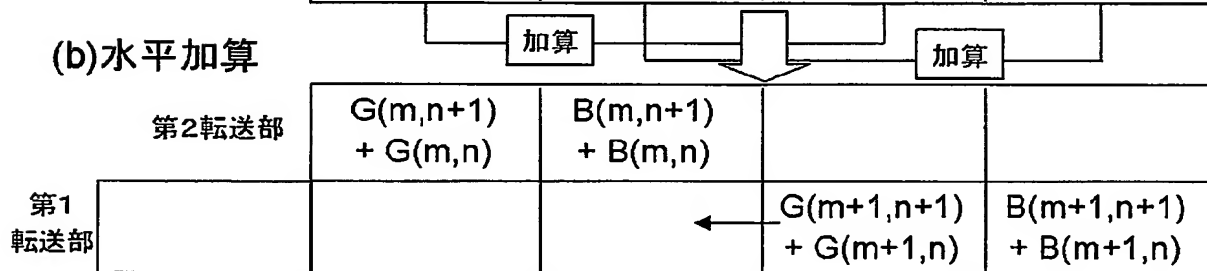 加算
加算
(b)水平加算
第2転送部
G(m,n+1)
+ G(m,n)
B(m,n+1)
+ B(m,n)
第1
転送部
G(m+1,n+1)
+ G(m+1,n)
B(m+1,n+1)
+ B(m+1,n)